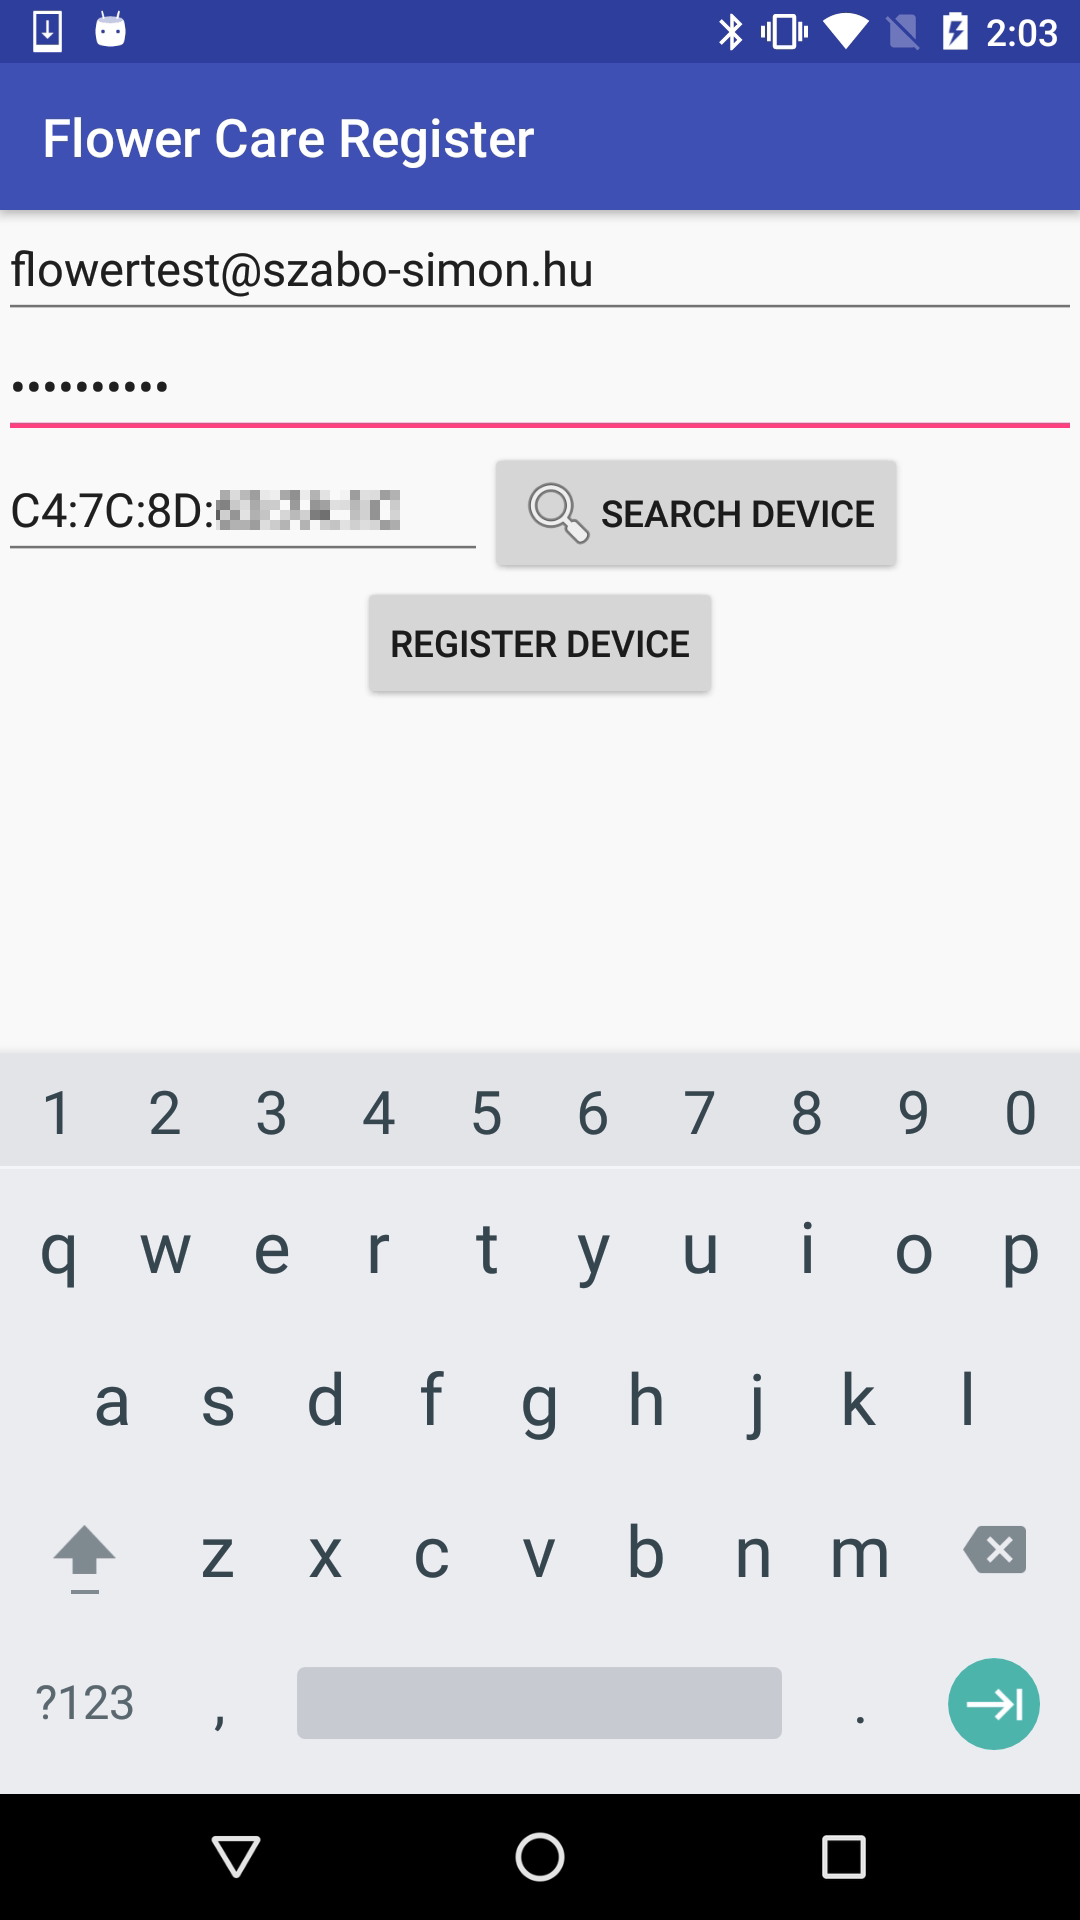 2:03
Flower Care Register
flowertest@szabo-simon.hu
••••••••••
C4:7C:8D:
SEARCH DEVICE
REGISTER DEVICE
1 2 3 4 5 6 7 8 9 0
q w e r t y u i o p
a s d f g h j k l
z x c v b n m
?123 , .